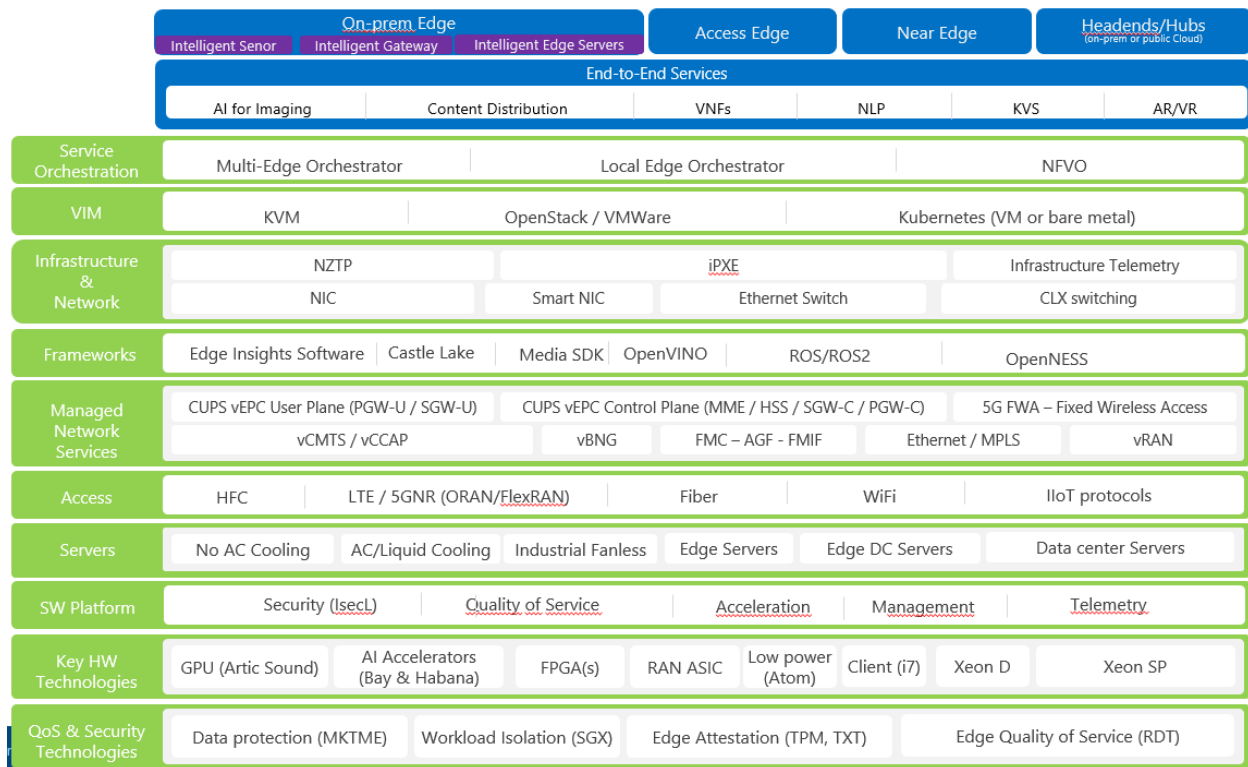 On-prem Edge
Intelligent Senor
Intelligent Gateway
Intelligent Edge Servers
Access Edge
Near Edge
Headends/Hubs
(on-prem or public Cloud)
End-to-End Services
AI for Imaging
Content Distribution
VNFs
NLP
KVS
AR/VR
Service
Orchestration
Multi-Edge Orchestrator
Local Edge Orchestrator
NFVO
VIM
KVM
OpenStack / VMWare
Kubernetes (VM or bare metal)
Infrastructure
&
Network
NZTP
iPXE
Infrastructure Telemetry
NIC
Smart NIC
Ethernet Switch
CLX switching
Frameworks
Edge Insights Software
Castle Lake
Media SDK
OpenVINO
ROS/ROS2
OpenNESS
Managed
Network
Services
CUPS vEPC User Plane (PGW-U / SGW-U)
CUPS vEPC Control Plane (MME / HSS / SGW-C / PGW-C)
5G FWA – Fixed Wireless Access
vCMTS / vCCAP
vBNG
FMC – AGF - FMIF
Ethernet / MPLS
vRAN
Access
HFC
LTE / 5GNR (ORAN/FlexRAN)
Fiber
WiFi
IIoT protocols
Servers
No AC Cooling
AC/Liquid Cooling
Industrial Fanless
Edge Servers
Edge DC Servers
Data center Servers
SW Platform
Security (IsecL)
Quality of Service
Acceleration
Management
Telemetry
Key HW
Technologies
GPU (Artic Sound)
AI Accelerators
(Bay & Habana)
FPGA(s)
RAN ASIC
Low power
(Atom)
Client (i7)
Xeon D
Xeon SP
QoS & Security
Technologies
Data protection (MKTME)
Workload Isolation (SGX)
Edge Attestation (TPM, TXT)
Edge Quality of Service (RDT)